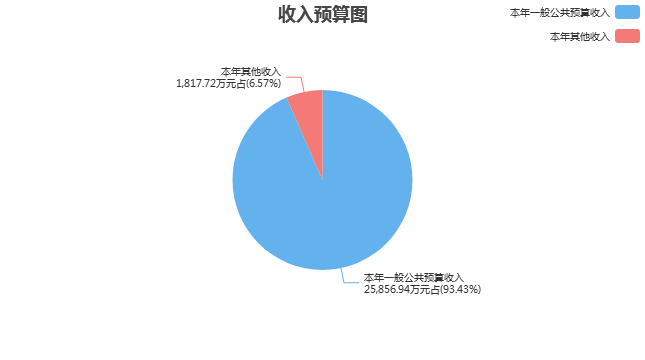 收入预算图
本年一般公共预算收入
本年其他收入
本年其他收入
1,817.72万元占(6.57%)
本年一般公共预算收入
25,856.94万元占(93.43%)